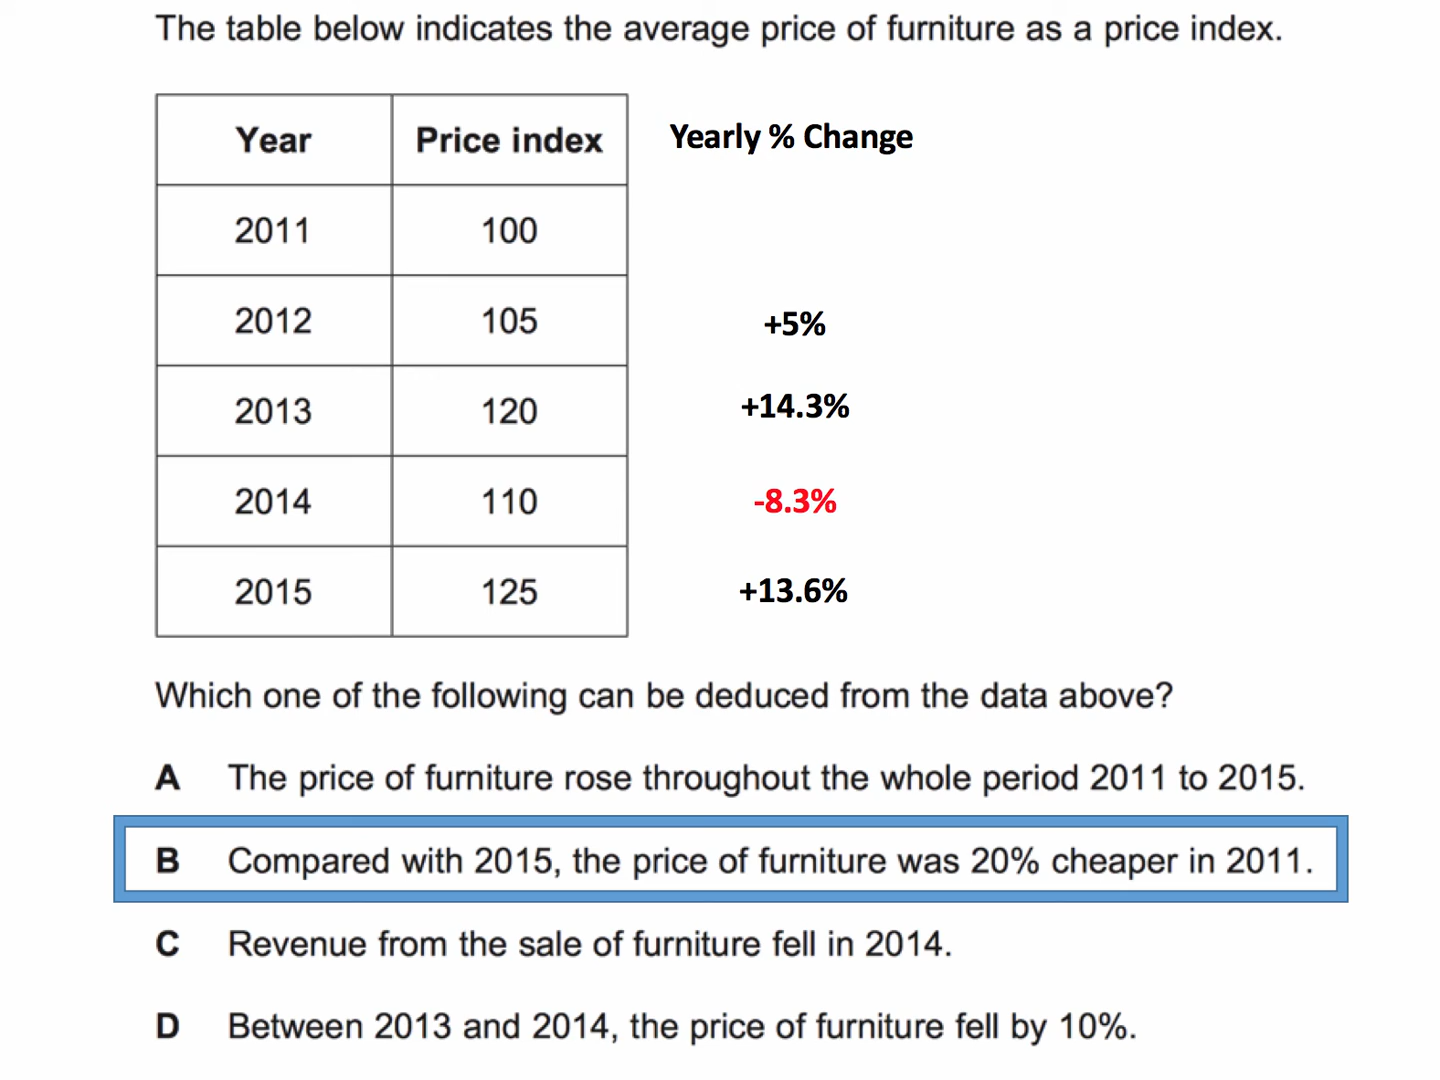 The table below indicates the average price of furniture as a price index.
Year Price index Yearly % Change
2011 100
2012 105 +5%
2013 120 +14.3%
2014 110 -8.3%
2015 125 +13.6%
Which one of the following can be deduced from the data above?
A The price of furniture rose throughout the whole period 2011 to 2015.
B Compared with 2015, the price of furniture was 20% cheaper in 2011.
C Revenue from the sale of furniture fell in 2014.
D Between 2013 and 2014, the price of furniture fell by 10%.